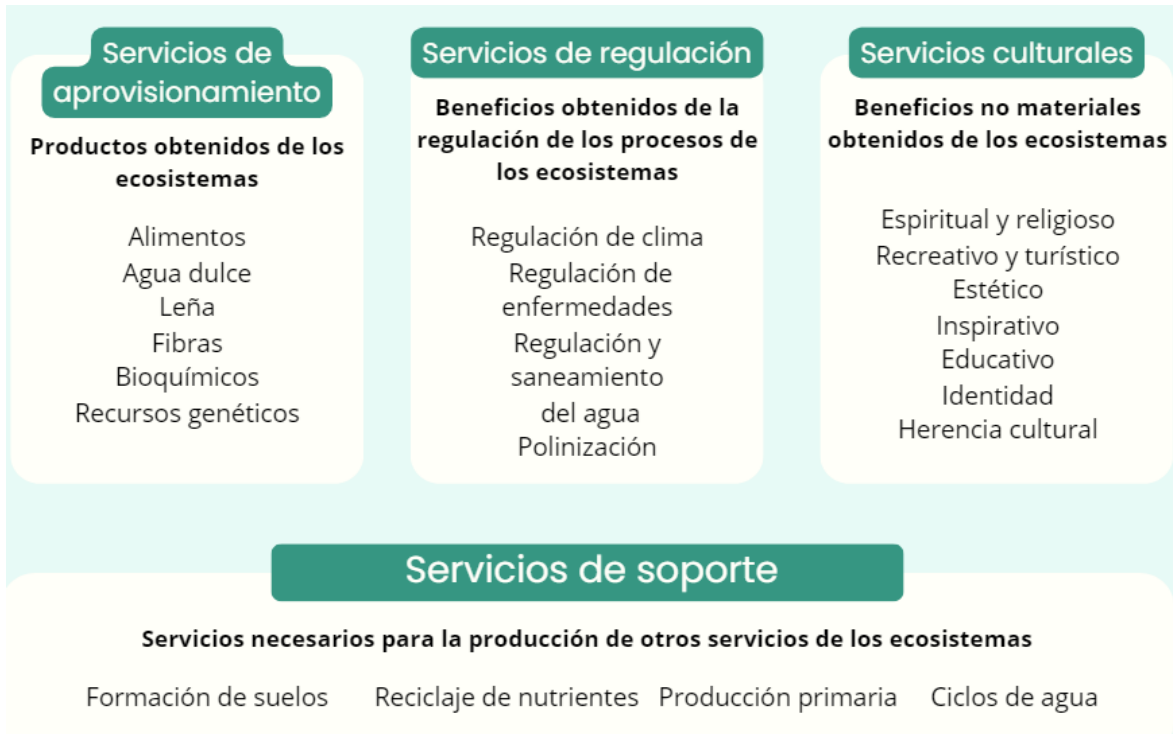 Servicios de
aprovisionamiento
Productos obtenidos de los
ecosistemas
Alimentos
Agua dulce
Leña
Fibras
Bioquímicos
Recursos genéticos
Servicios de regulación
Beneficios obtenidos de la
regulación de los procesos de
los ecosistemas
Regulación de clima
Regulación de
enfermedades
Regulación y
saneamiento
del agua
Polinización
Servicios culturales
Beneficios no materiales
obtenidos de los ecosistemas
Espiritual y religioso
Recreativo y turístico
Estético
Inspirativo
Educativo
Identidad
Herencia cultural
Servicios de soporte
Servicios necesarios para la producción de otros servicios de los ecosistemas
Formación de suelos Reciclaje de nutrientes Producción primaria Ciclos de agua